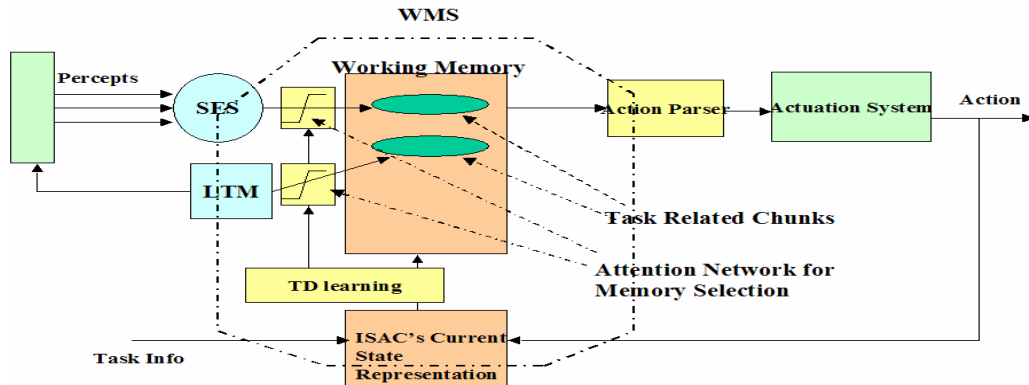 WMS
Percepts
Working Memory
SES
Action Parser
Actuation System
Action
LTM
Task Related Chunks
Attention Network for
Memory Selection
TD learning
Task Info
ISAC's Current
State
Representation